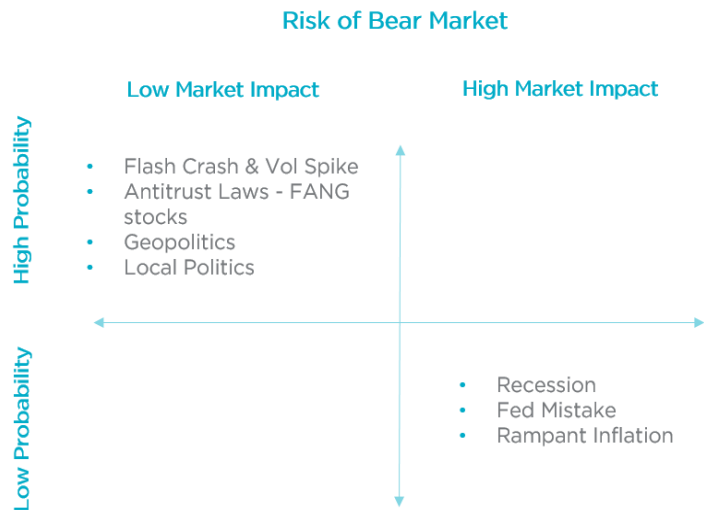 Risk of Bear Market
Low Market Impact
High Market Impact
High Probability
• Flash Crash & Vol Spike
• Antitrust Laws - FANG
stocks
• Geopolitics
• Local Politics
Low Probability
• Recession
• Fed Mistake
• Rampant Inflation